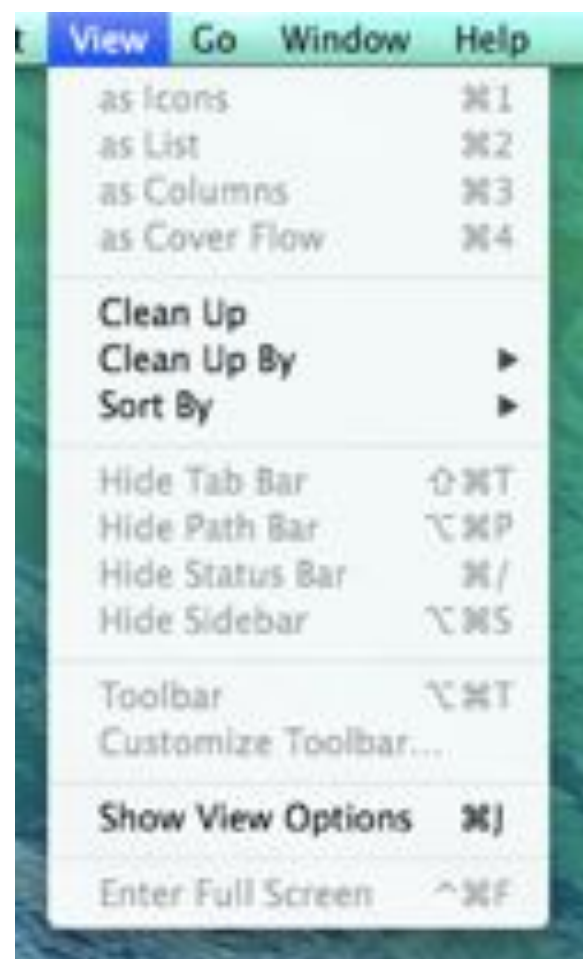 t View Go Window Help
as Icons ⌘1
as List ⌘2
as Columns ⌘3
as Cover Flow ⌘4
Clean Up
Clean Up By ▶
Sort By ▶
Hide Tab Bar ⇧⌘T
Hide Path Bar ⌥⌘P
Hide Status Bar ⌘/
Hide Sidebar ⌥⌘S
Toolbar ⌥⌘T
Customize Toolbar...
Show View Options ⌘J
Enter Full Screen ^⌘F